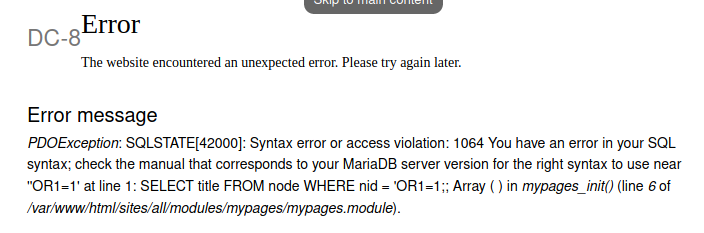 Skip to main content
DC-8 Error
The website encountered an unexpected error. Please try again later.
Error message
PDOException: SQLSTATE[42000]: Syntax error or access violation: 1064 You have an error in your SQL
syntax; check the manual that corresponds to your MariaDB server version for the right syntax to use near
''OR1=1' at line 1: SELECT title FROM node WHERE nid = 'OR1=1;; Array ( ) in mypages_init() (line 6 of
/var/www/html/sites/all/modules/mypages/mypages.module).